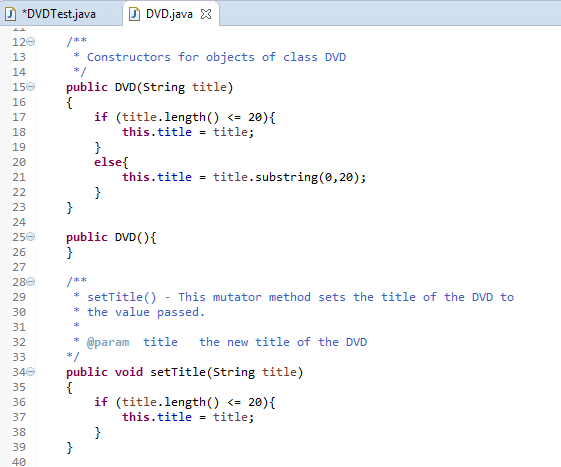 *DVDTest.java DVD.java
11
12 /**
13 * Constructors for objects of class DVD
14 */
15 public DVD(String title)
16 {
17 if (title.length() <= 20){
18 this.title = title;
19 }
20 else{
21 this.title = title.substring(0,20);
22 }
23 }
24
25 public DVD(){
26 }
27
28 /**
29 * setTitle() - This mutator method sets the title of the DVD to
30 * the value passed.
31 *
32 * @param title the new title of the DVD
33 */
34 public void setTitle(String title)
35 {
36 if (title.length() <= 20){
37 this.title = title;
38 }
39 }
40